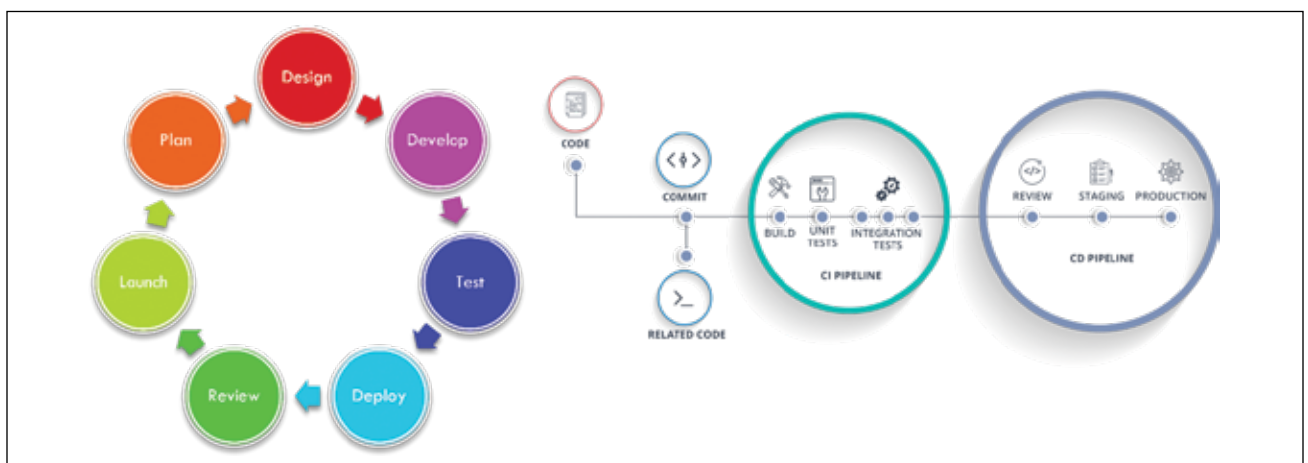 Design
Develop
Test
Deploy
Review
Launch
Plan
CODE
COMMIT
RELATED CODE
BUILD
UNIT
TESTS
INTEGRATION
TESTS
CI PIPELINE
REVIEW
STAGING
PRODUCTION
CD PIPELINE